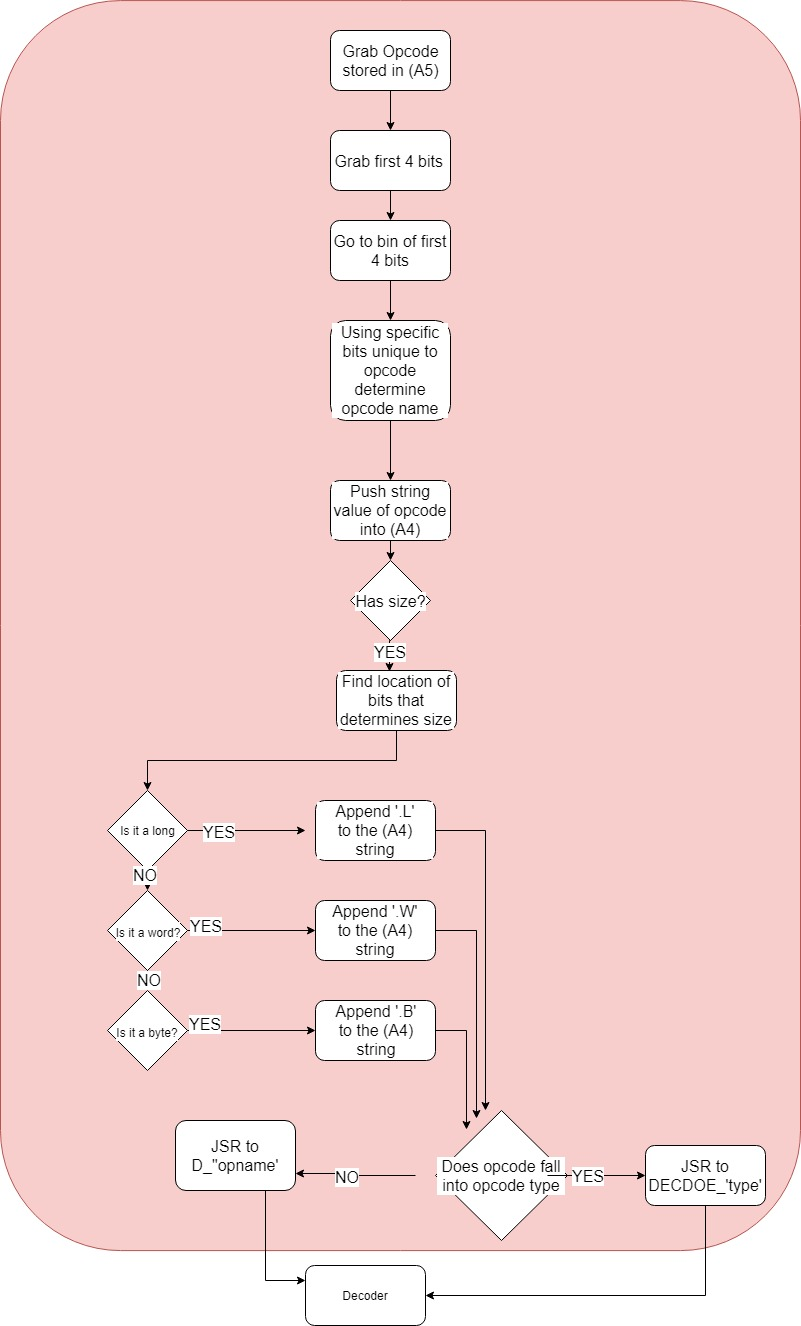 Grab Opcode
stored in (A5)
Grab first 4 bits
Go to bin of first
4 bits
Using specific
bits unique to
opcode
determine
opcode name
Push string
value of opcode
into (A4)
Has size?
YES
Find location of
bits that
determines size
Is it a long
YES
Append '.L'
to the (A4)
string
NO
Is it a word?
YES
Append '.W'
to the (A4)
string
NO
Is it a byte?
YES
Append '.B'
to the (A4)
string
JSR to
D_"opname'
NO
Does opcode fall
into opcode type
YES
JSR to
DECDOE_'type'
Decoder